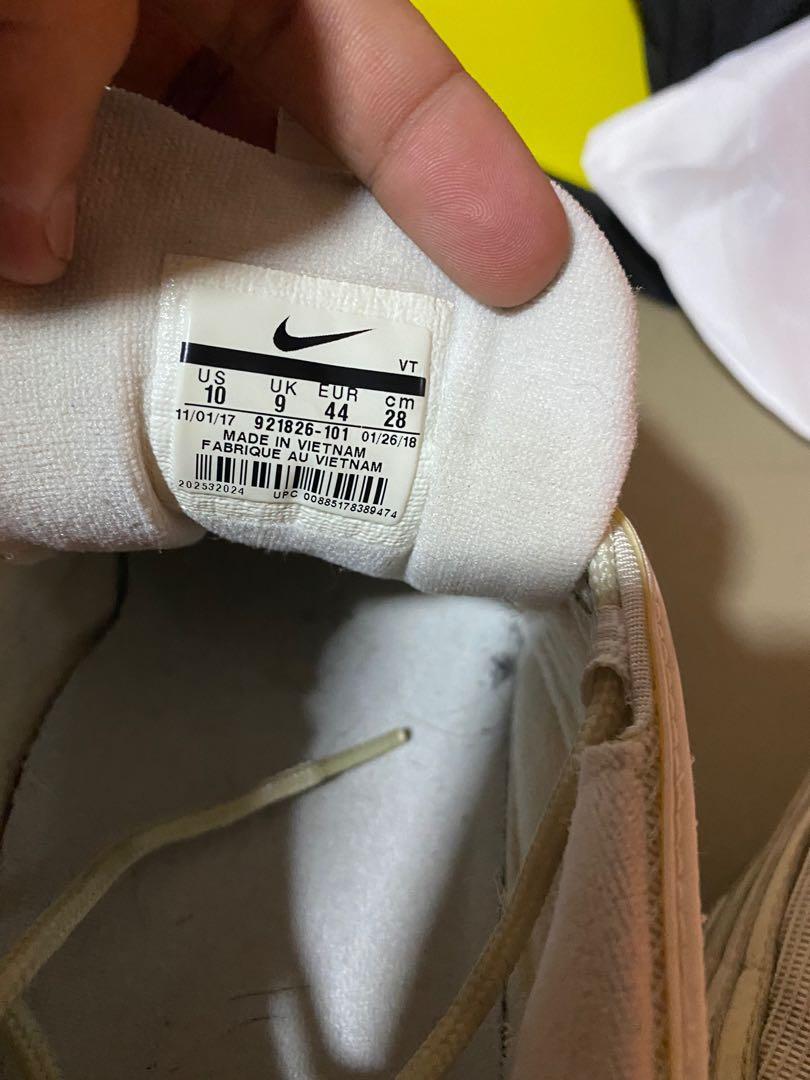 VT
US UK EUR cm
10 9 44 28
11/01/17 921826-101 01/26/18
MADE IN VIETNAM
FABRIQUE AU VIETNAM
202532024 UPC 00885178389474